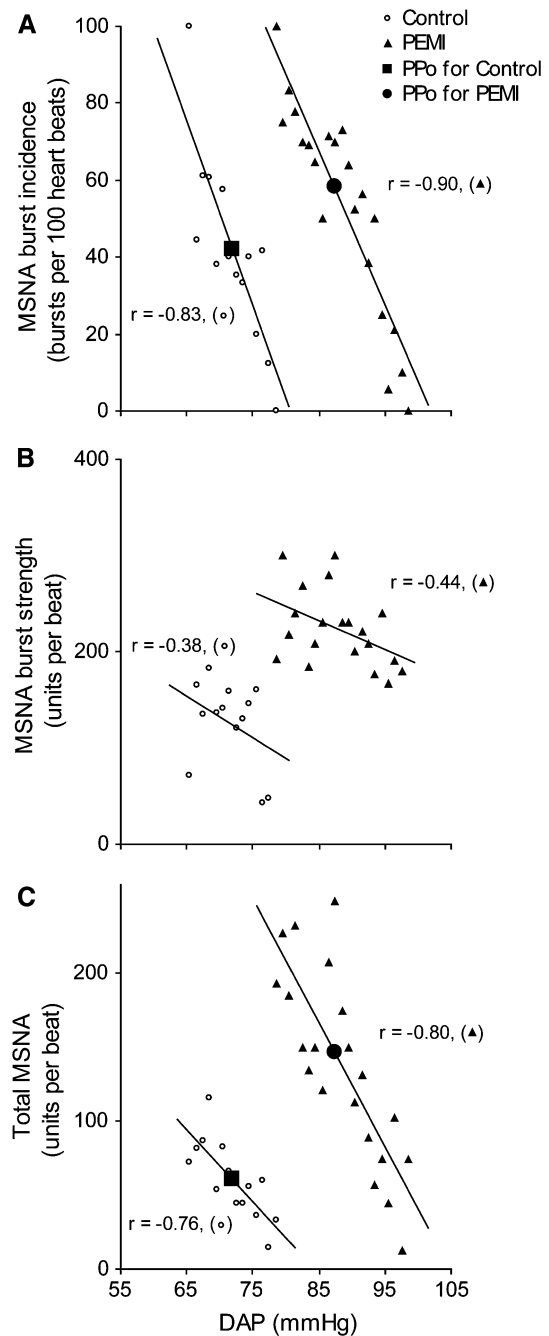 A
100
80
60
40
20
0
MSNA burst incidence
(bursts per 100 heart beats)
Control
PEMI
PPo for Control
PPo for PEMI
r = -0.90, (▲)
r = -0.83, (○)
B
400
200
0
MSNA burst strength
(units per beat)
r = -0.44, (▲)
r = -0.38, (○)
C
200
100
0
Total MSNA
(units per beat)
r = -0.80, (▲)
r = -0.76, (○)
55 65 75 85 95 105
DAP (mmHg)